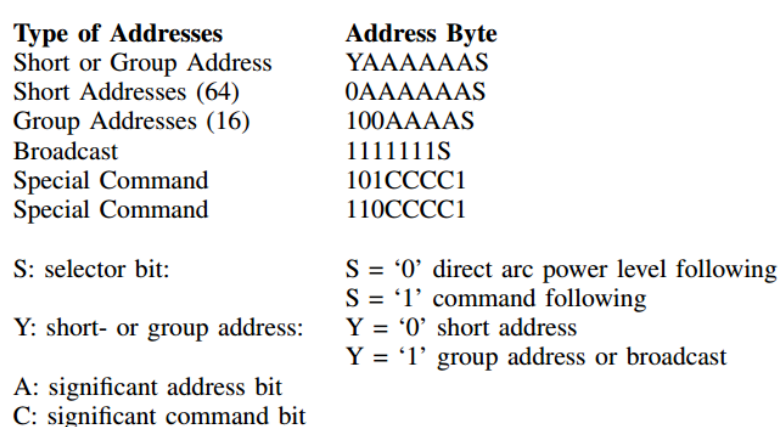 Type of Addresses Address Byte
Short or Group Address YAAAAAAS
Short Addresses (64) 0AAAAAAS
Group Addresses (16) 100AAAAS
Broadcast 1111111S
Special Command 101CCCC1
Special Command 110CCCC1
S: selector bit: S = ‘0’ direct arc power level following
S = ‘1’ command following
Y: short- or group address: Y = ‘0’ short address
Y = ‘1’ group address or broadcast
A: significant address bit
C: significant command bit